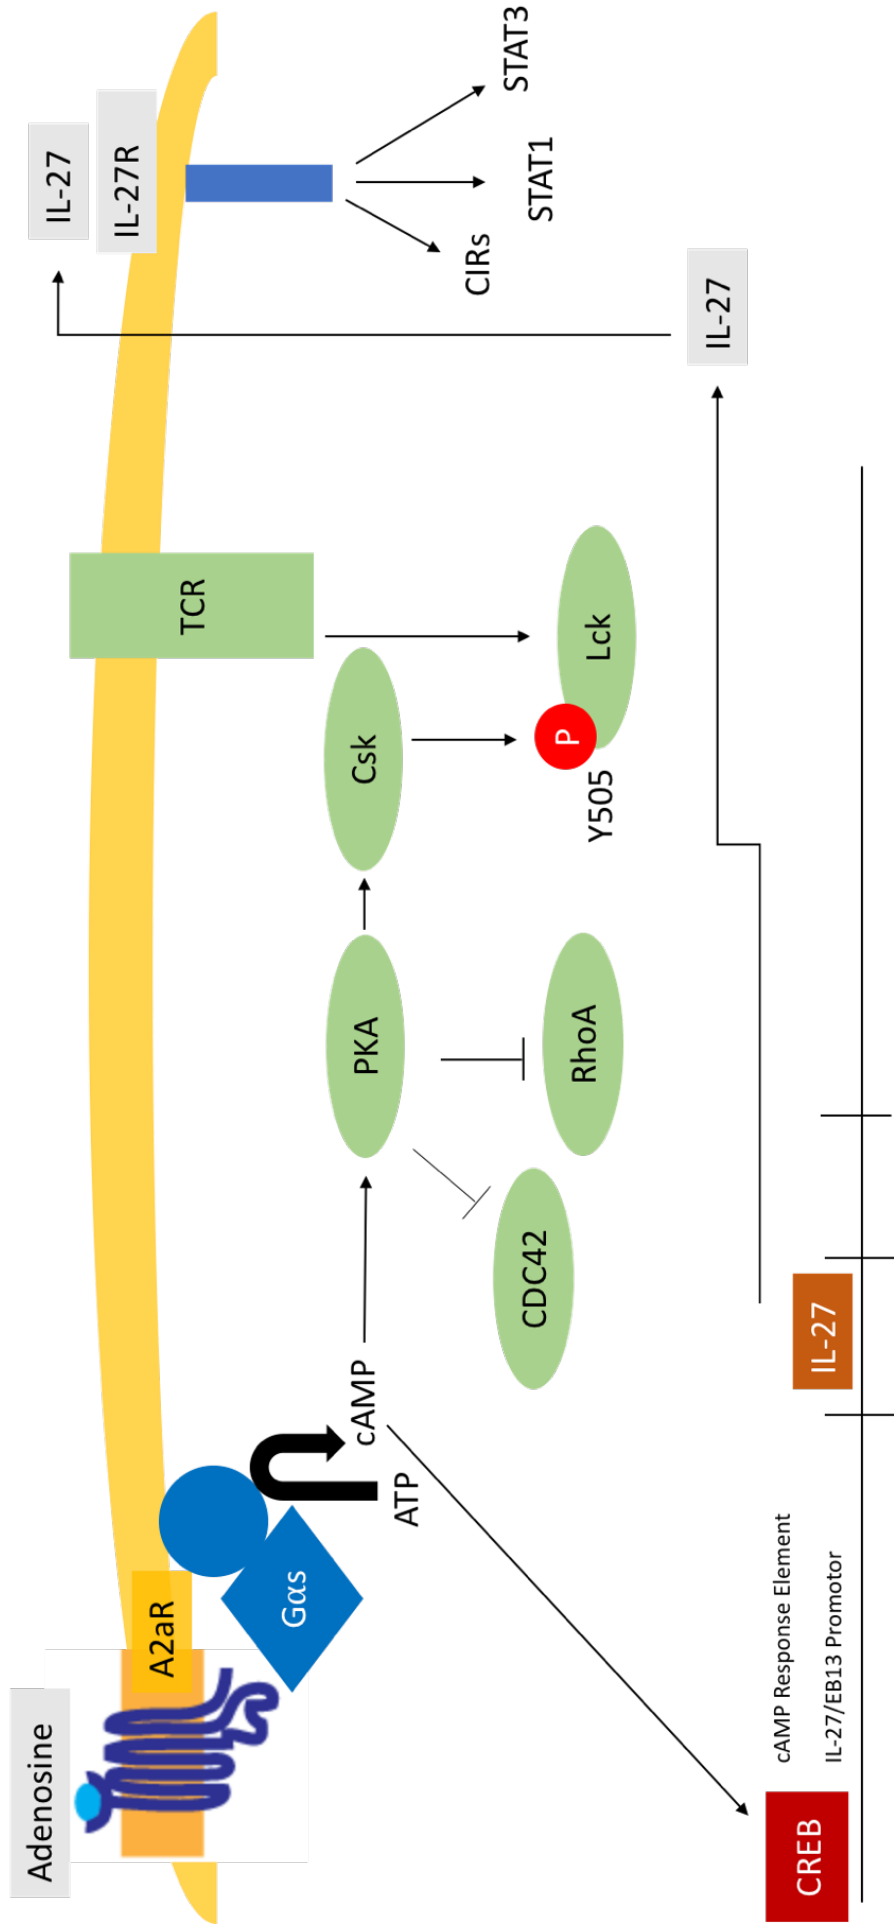 Adenosine
A2aR
Gαs
ATP
cAMP
PKA
Csk
TCR
CDC42
RhoA
P
Y505
Lck
IL-27
IL-27R
CIRs
STAT1
STAT3
IL-27
CREB
cAMP Response Element
IL-27/EB13 Promotor
IL-27